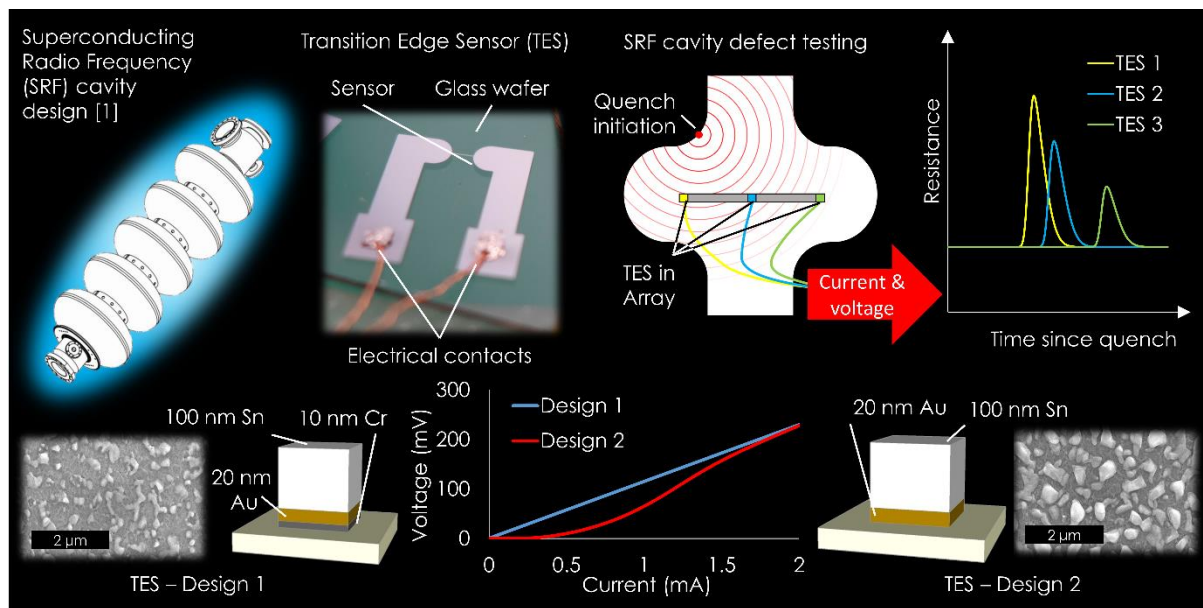 Superconducting
Radio Frequency
(SRF) cavity
design [1]
Transition Edge Sensor (TES)
Sensor
Glass wafer
Electrical contacts
SRF cavity defect testing
Quench
initiation
TES in
Array
Current &
voltage
Resistance
TES 1
TES 2
TES 3
Time since quench
100 nm Sn
10 nm Cr
20 nm
Au
2 µm
TES – Design 1
Voltage (mV)
300
200
100
0
Design 1
Design 2
0
0.5
1
1.5
2
Current (mA)
20 nm Au
100 nm Sn
2 µm
TES – Design 2